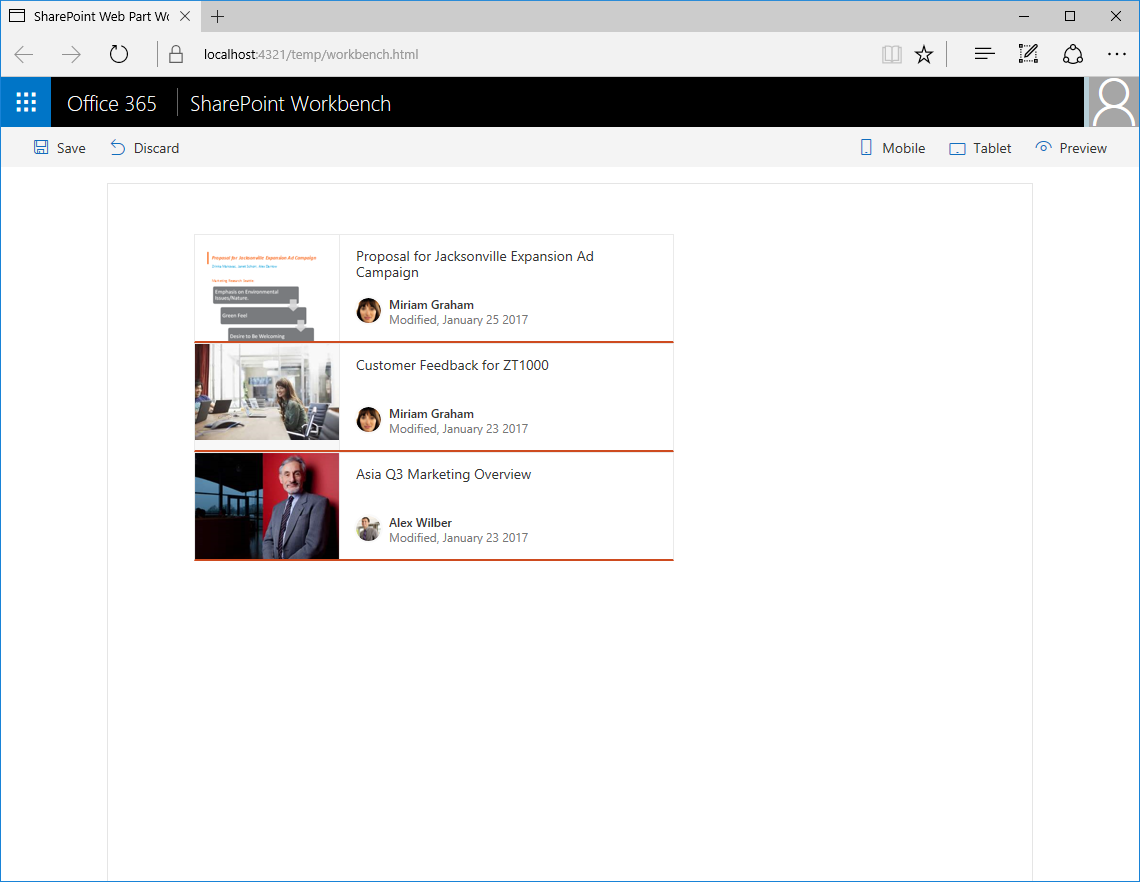 SharePoint Web Part Wo
localhost:4321/temp/workbench.html
Office 365
SharePoint Workbench
Save
Discard
Mobile
Tablet
Preview
Proposal for Jacksonville Expansion Ad Campaign
Emphasis on Environmental
Issues/Nature.
Green Feel
Desire to Be Welcoming
Proposal for Jacksonville Expansion Ad
Campaign
Miriam Graham
Modified, January 25 2017
Customer Feedback for ZT1000
Miriam Graham
Modified, January 23 2017
Asia Q3 Marketing Overview
Alex Wilber
Modified, January 23 2017